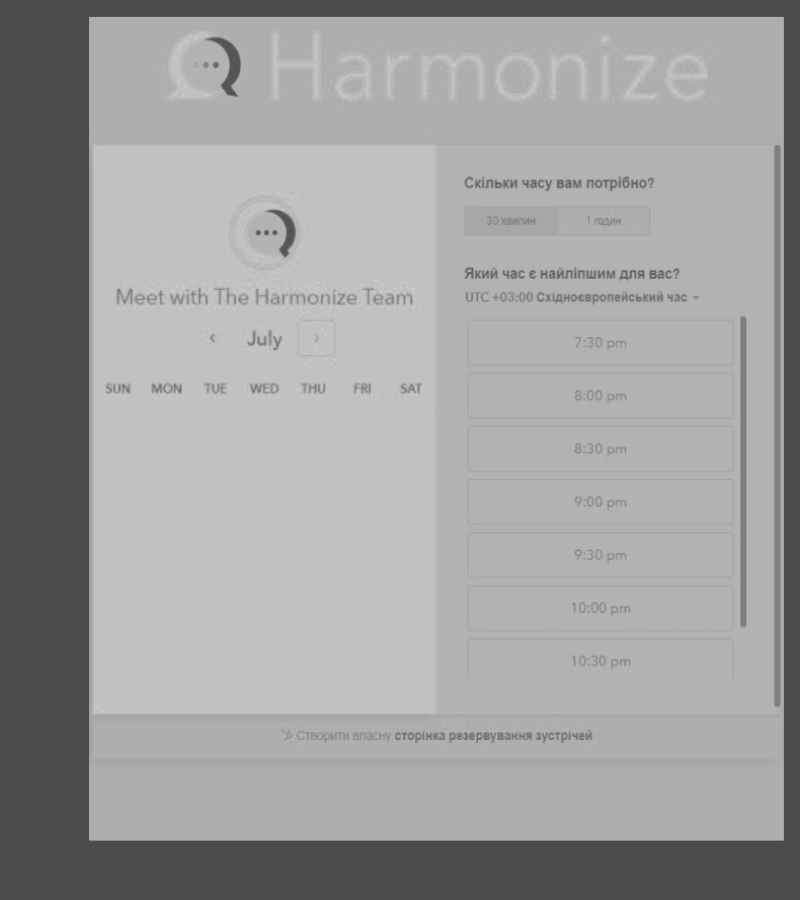 Harmonize
Meet with The Harmonize Team
July
SUN MON TUE WED THU FRI SAT
Скільки часу вам потрібно?
30 хвилин 1 годин
Який час є найліпшим для вас?
UTC +03:00 Східноєвропейський час
7:30 pm
8:00 pm
8:30 pm
9:00 pm
9:30 pm
10:00 pm
10:30 pm
Створити власну сторінка резервування зустрічей